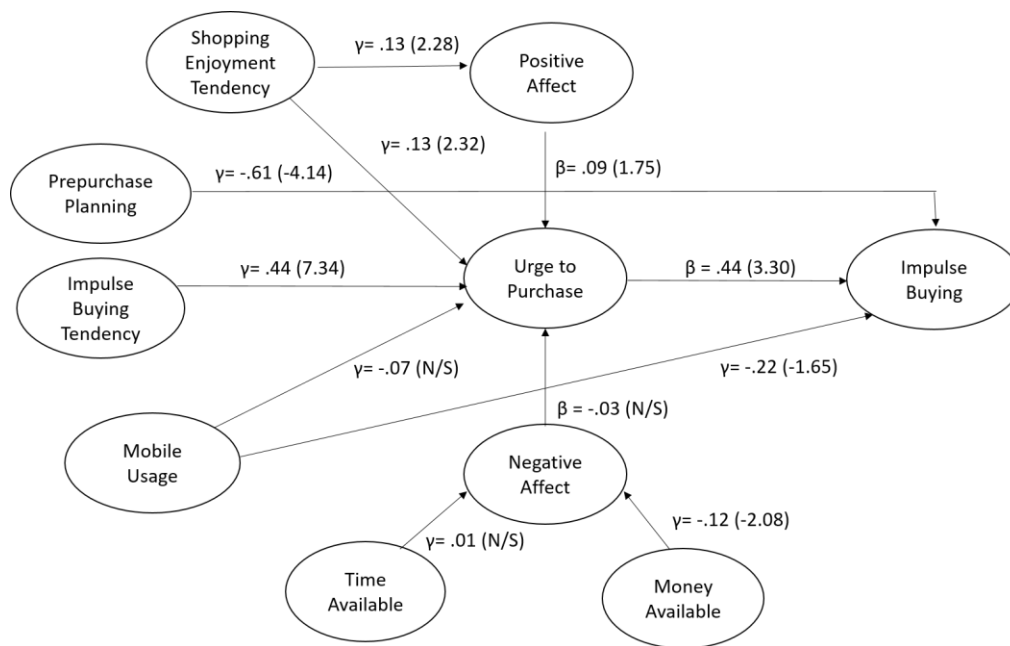 Shopping
Enjoyment
Tendency
γ= .13 (2.28)
Positive
Affect
γ= .13 (2.32)
β= .09 (1.75)
Prepurchase
Planning
γ= -.61 (-4.14)
Impulse
Buying
Tendency
γ= .44 (7.34)
Urge to
Purchase
β = .44 (3.30)
Impulse
Buying
γ= -.07 (N/S)
γ= -.22 (-1.65)
β = -.03 (N/S)
Mobile
Usage
Negative
Affect
γ= .01 (N/S)
γ= -.12 (-2.08)
Time
Available
Money
Available